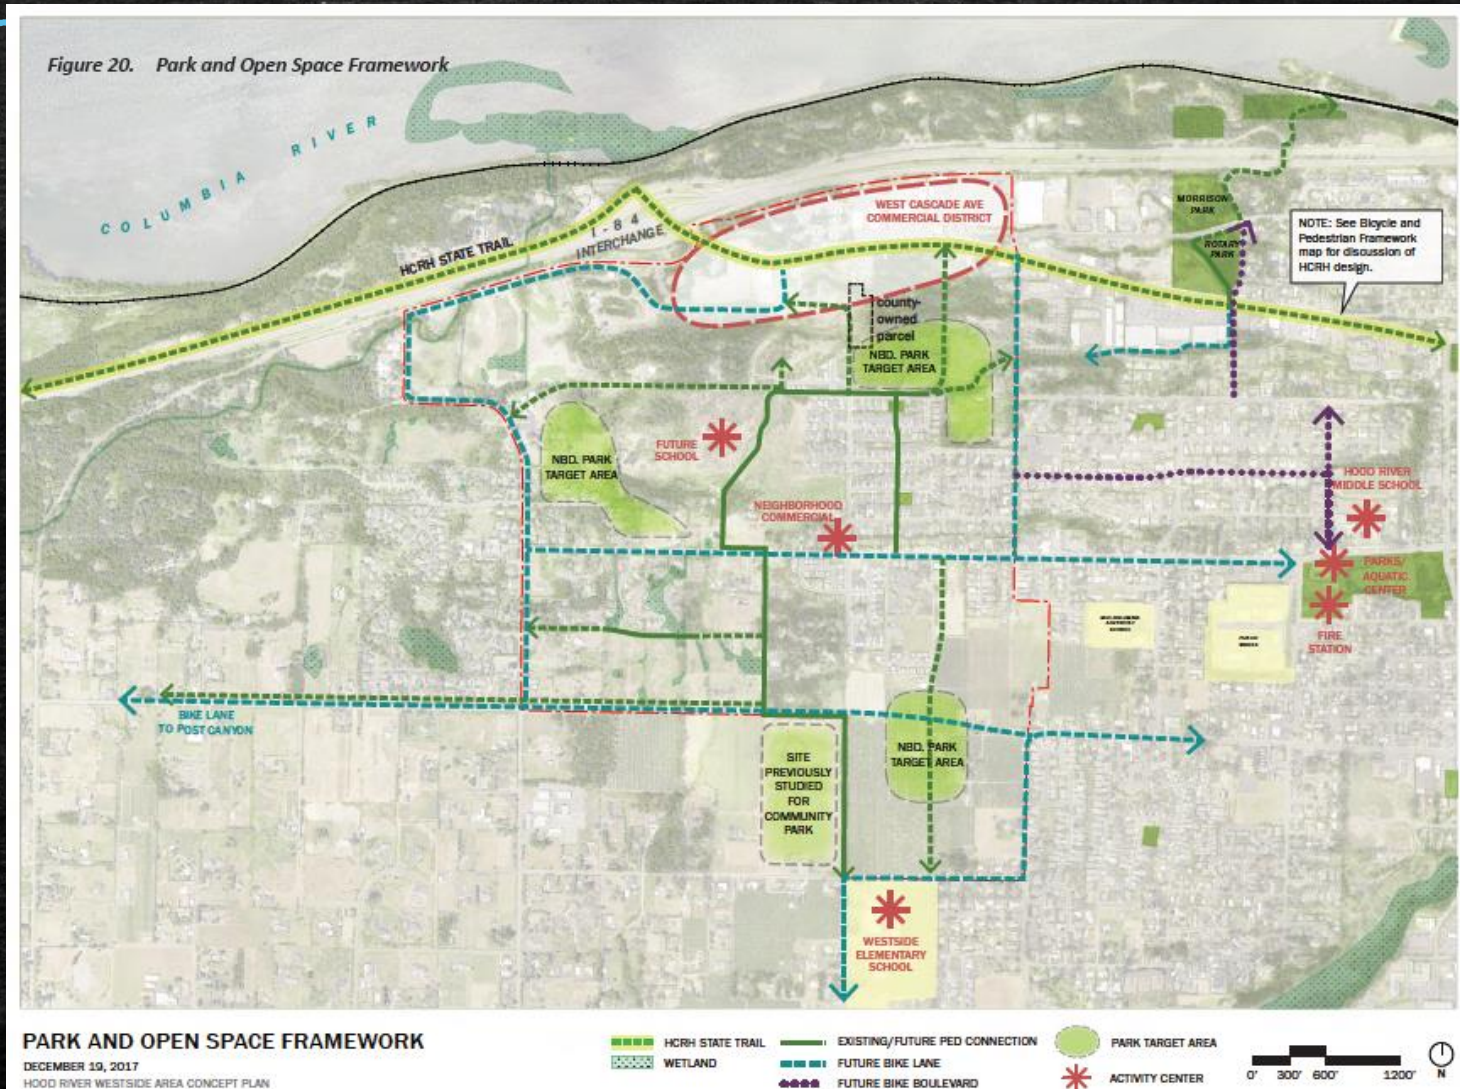 Figure 20. Park and Open Space Framework
COLUMBIA RIVER
HCRH STATE TRAIL
I-84
INTERCHANGE
WEST CASCADE AVE
COMMERCIAL DISTRICT
MORRISON
PARK
ROTARY
PARK
NOTE: See Bicycle and
Pedestrian Framework
map for discussion of
HCRH design.
county-
owned
parcel
NBD. PARK
TARGET AREA
FUTURE
SCHOOL
NBD. PARK
TARGET AREA
NEIGHBORHOOD
COMMERCIAL
HOOD RIVER
MIDDLE SCHOOL
PARKS/
AQUATIC
CENTER
FIRE
STATION
BIKE LANE
TO POST CANYON
SITE
PREVIOUSLY
STUDIED
FOR
COMMUNITY
PARK
NBD. PARK
TARGET AREA
WESTSIDE
ELEMENTARY
SCHOOL
PARK AND OPEN SPACE FRAMEWORK
DECEMBER 19, 2017
HOOD RIVER WESTSIDE AREA CONCEPT PLAN
HCRH STATE TRAIL
WETLAND
EXISTING/FUTURE PED CONNECTION
FUTURE BIKE LANE
FUTURE BIKE BOULEVARD
PARK TARGET AREA
ACTIVITY CENTER
0' 300' 600' 1200'
N